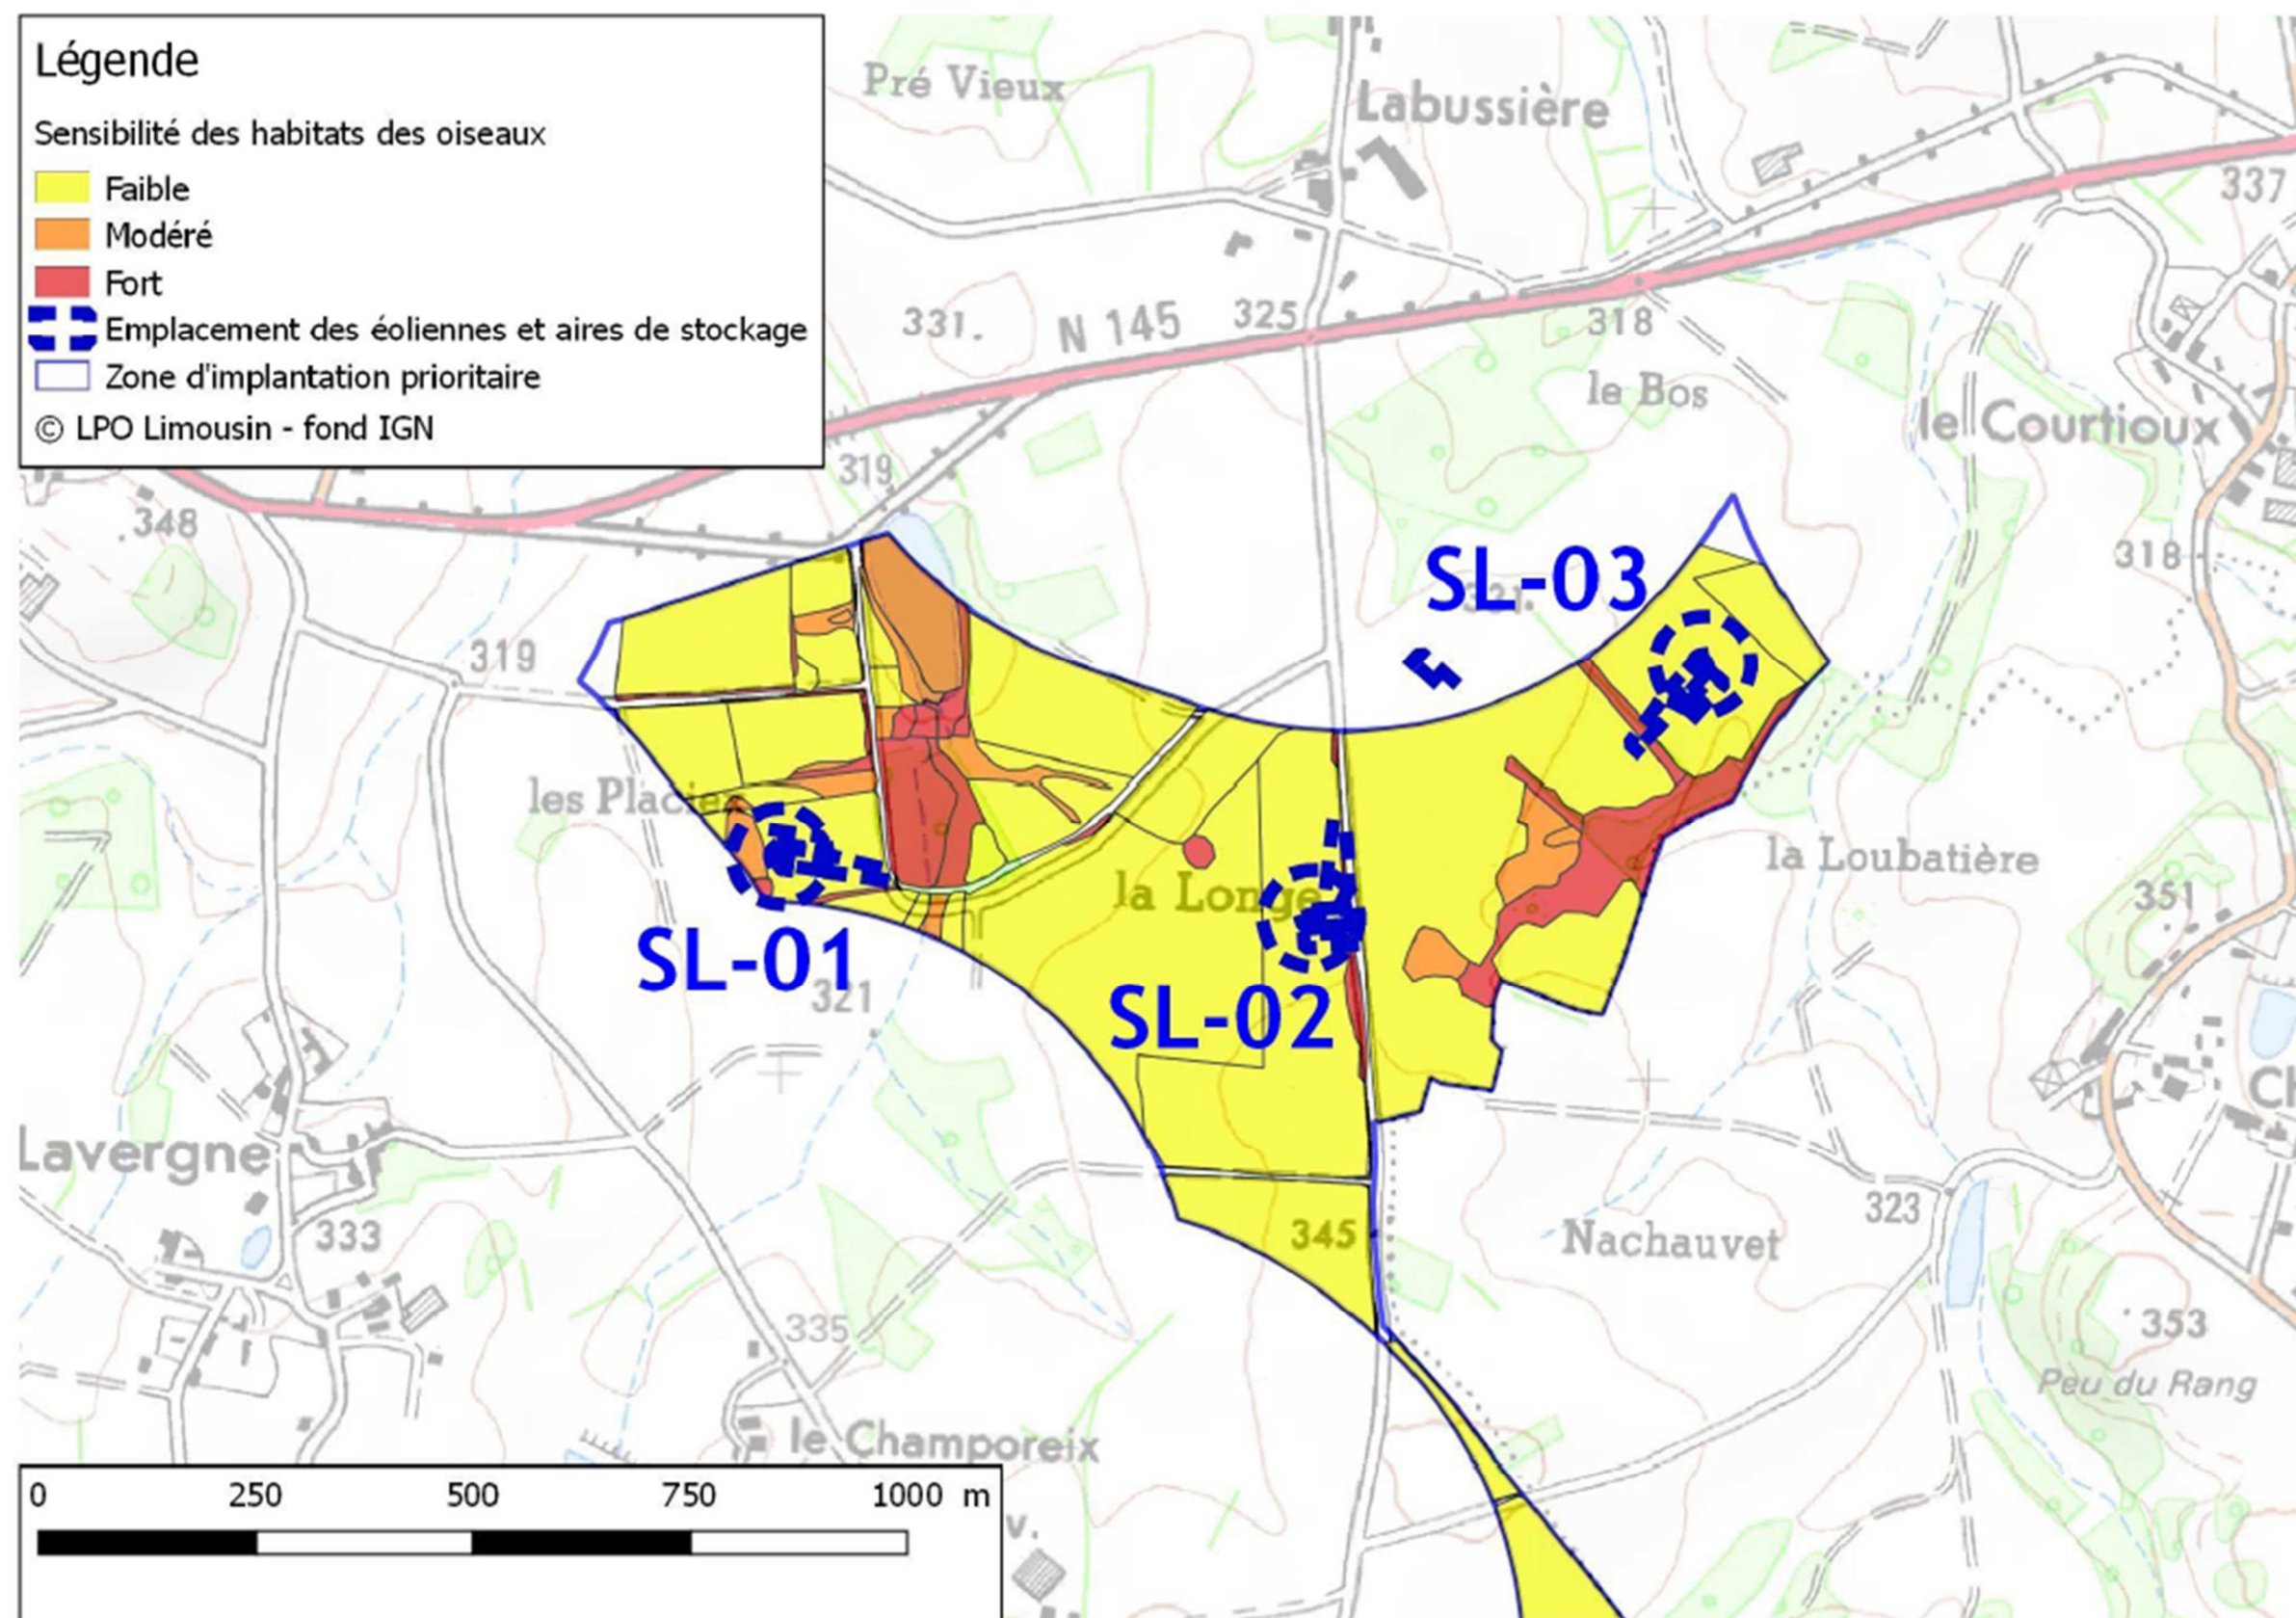 Légende
Sensibilité des habitats des oiseaux
Faible
Modéré
Fort
Emplacement des éoliennes et aires de stockage
Zone d'implantation prioritaire
© LPO Limousin - fond IGN
Pré Vieux
Labussière
337
331.
N 145
325
318
le Bos
le Courtioux
319
.348
318
SL-03
319
les Places
la Longe
la Loubatière
351
SL-01
321
SL-02
Lavergne
333
345
Nachauvet
323
335
353
Peu du Rang
le Champoreix
0 250 500 750 1000 m
v.